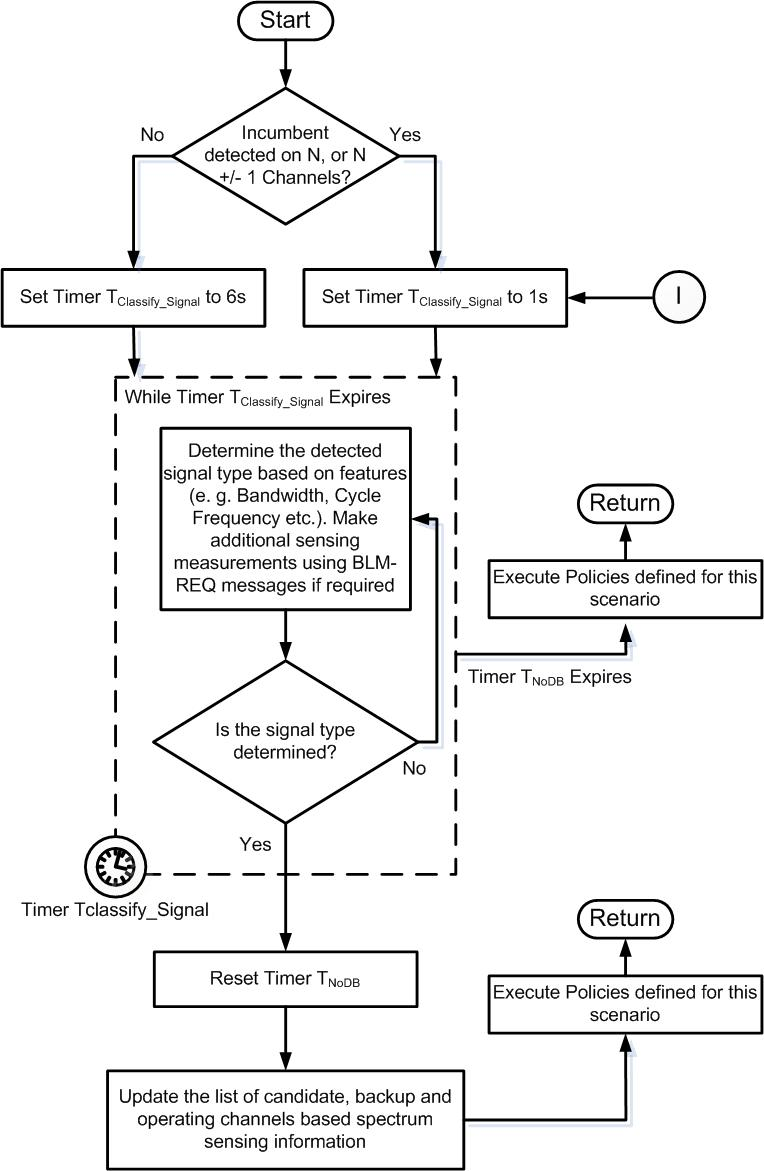 Start
Incumbent
detected on N, or N
+/- 1 Channels?
No
Yes
Set Timer TClassify_Signal to 6s
Set Timer TClassify_Signal to 1s
I
While Timer TClassify_Signal Expires
Determine the detected
signal type based on features
(e. g. Bandwidth, Cycle
Frequency etc.). Make
additional sensing
measurements using BLM-
REQ messages if required
Return
Execute Policies defined for this
scenario
Timer TNoDB Expires
Is the signal type
determined?
No
Yes
Timer Tclassify_Signal
Reset Timer TNoDB
Return
Execute Policies defined for this
scenario
Update the list of candidate, backup and
operating channels based spectrum
sensing information